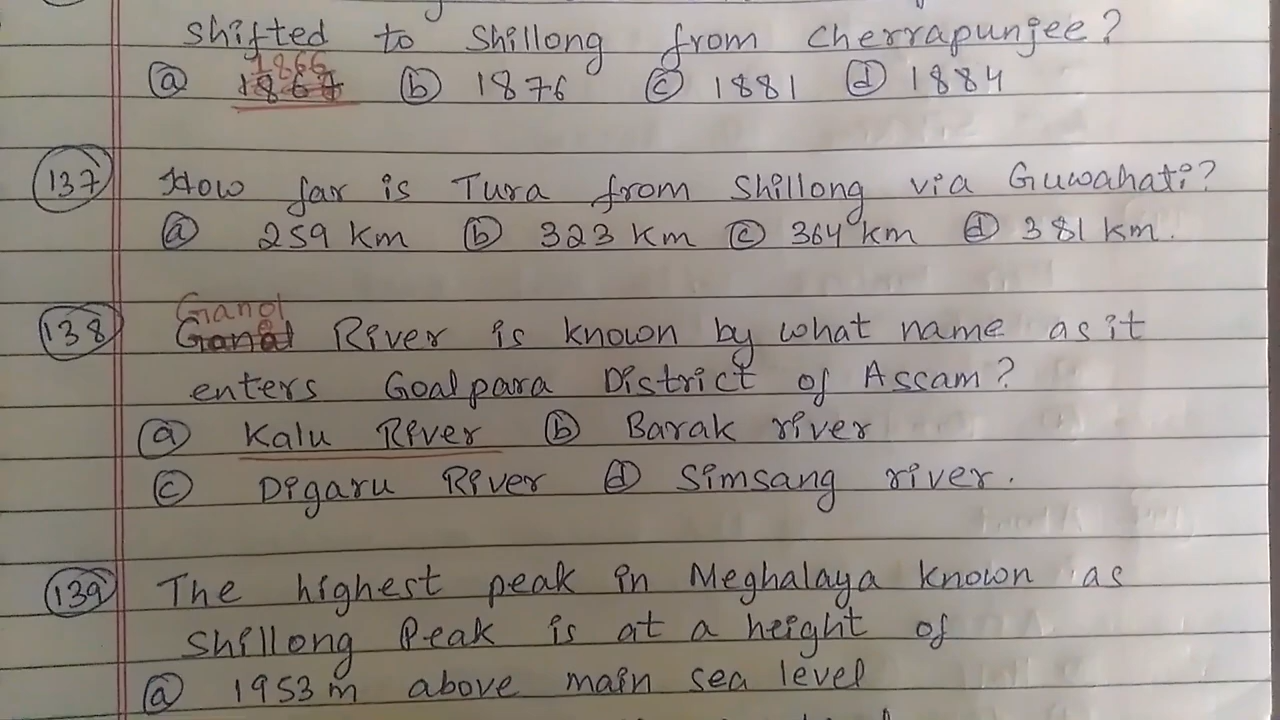 shifted to Shillong from Cherrapunjee?
1866
ⓐ 1867 ⓑ 1876 ⓒ 1881 ⓓ 1884
137 How far is Tura from Shillong via Guwahati?
ⓐ 259 km ⓑ 323 km ⓒ 364 km ⓓ 381 km.
Ganol
138 River is known by what name as it
enters Goalpara District of Assam?
ⓐ Kalu River ⓑ Barak river
ⓒ Digaru River ⓓ Simsang river.
139 The highest peak in Meghalaya known as
Shillong Peak is at a height of
ⓐ 1953 m above main sea level